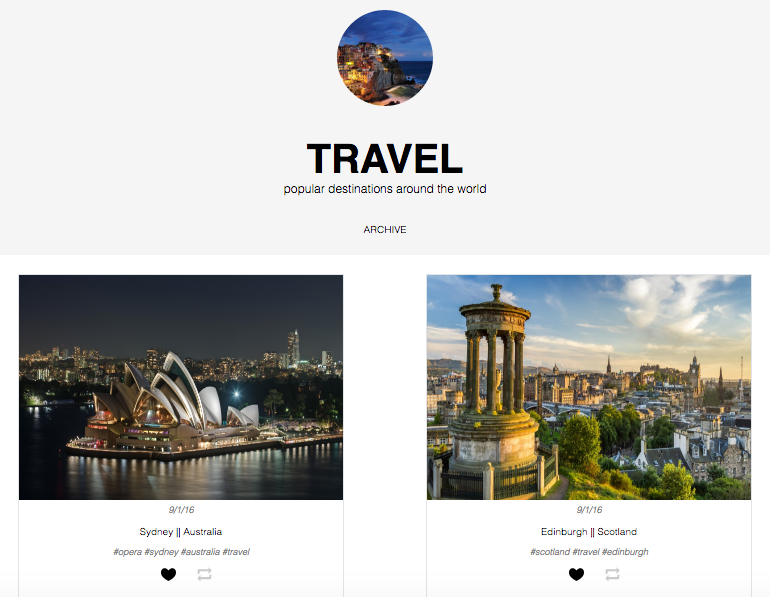 TRAVEL
popular destinations around the world
ARCHIVE
9/1/16
Sydney || Australia
#opera #sydney #australia #travel
9/1/16
Edinburgh || Scotland
#scotland #travel #edinburgh